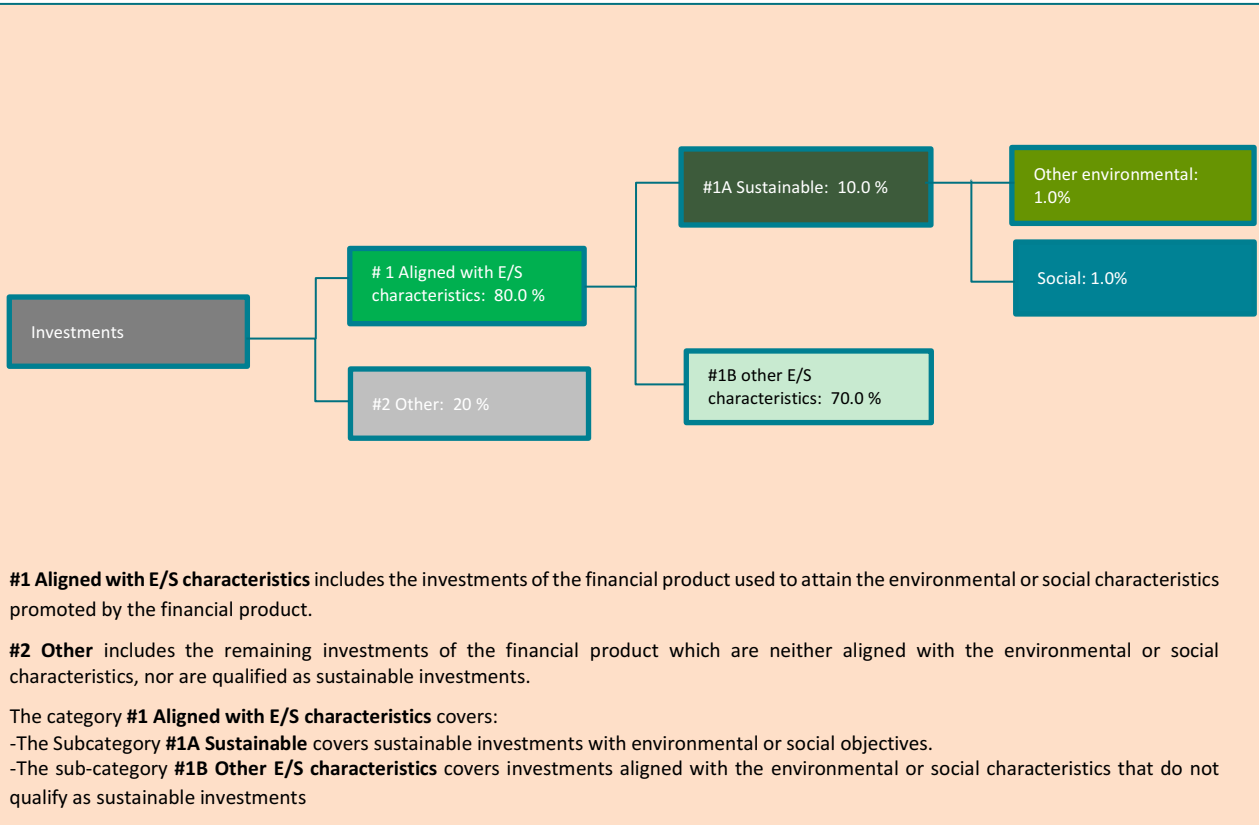 Investments
# 1 Aligned with E/S
characteristics:  80.0 %
#2 Other:  20 %
#1A Sustainable:  10.0 %
#1B other E/S
characteristics:  70.0 %
Other environmental:
1.0%
Social: 1.0%
#1 Aligned with E/S characteristics includes the investments of the financial product used to attain the environmental or social characteristics
promoted by the financial product.
#2 Other includes the remaining investments of the financial product which are neither aligned with the environmental or social
characteristics, nor are qualified as sustainable investments.
The category #1 Aligned with E/S characteristics covers:
-The Subcategory #1A Sustainable covers sustainable investments with environmental or social objectives.
-The sub-category #1B Other E/S characteristics covers investments aligned with the environmental or social characteristics that do not
qualify as sustainable investments